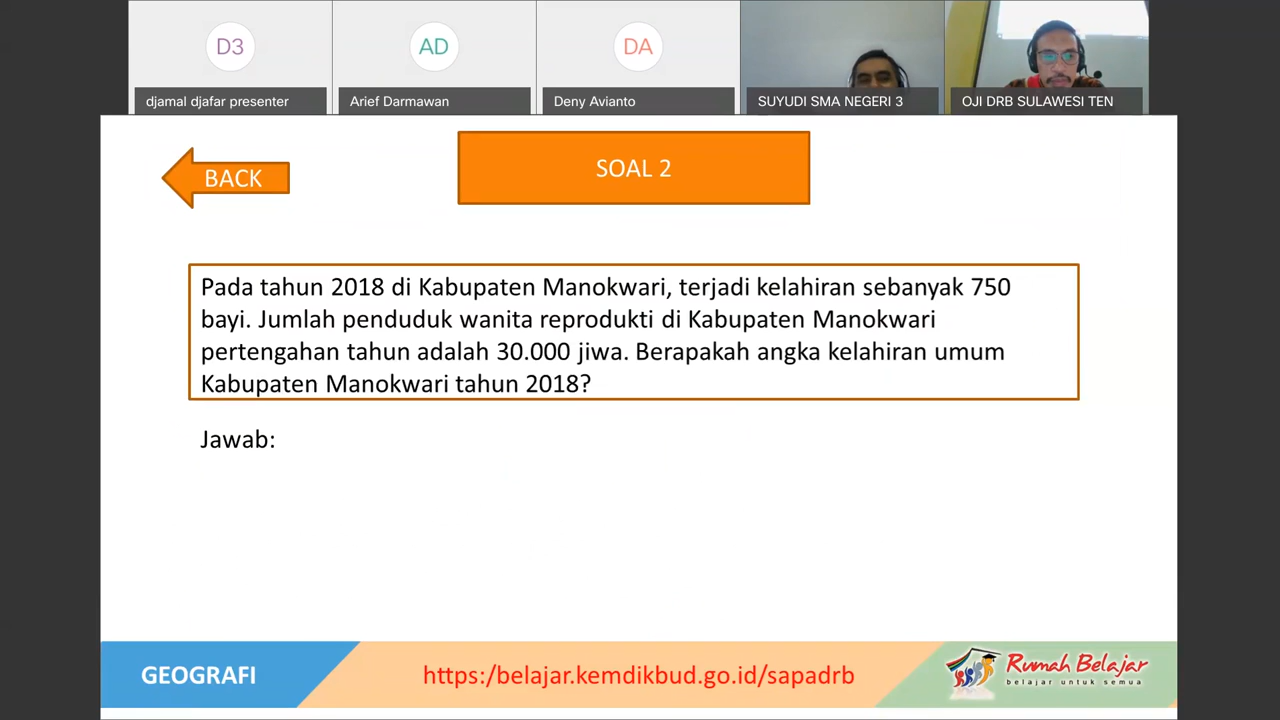 D3
AD
DA
djamal djafar presenter
Arief Darmawan
Deny Avianto
SUYUDI SMA NEGERI 3
OJI DRB SULAWESI TEN
BACK
SOAL 2
Pada tahun 2018 di Kabupaten Manokwari, terjadi kelahiran sebanyak 750
bayi. Jumlah penduduk wanita reprodukti di Kabupaten Manokwari
pertengahan tahun adalah 30.000 jiwa. Berapakah angka kelahiran umum
Kabupaten Manokwari tahun 2018?
Jawab:
GEOGRAFI
https:/belajar.kemdikbud.go.id/sapadrb
Rumah Belajar
belajar untuk semua